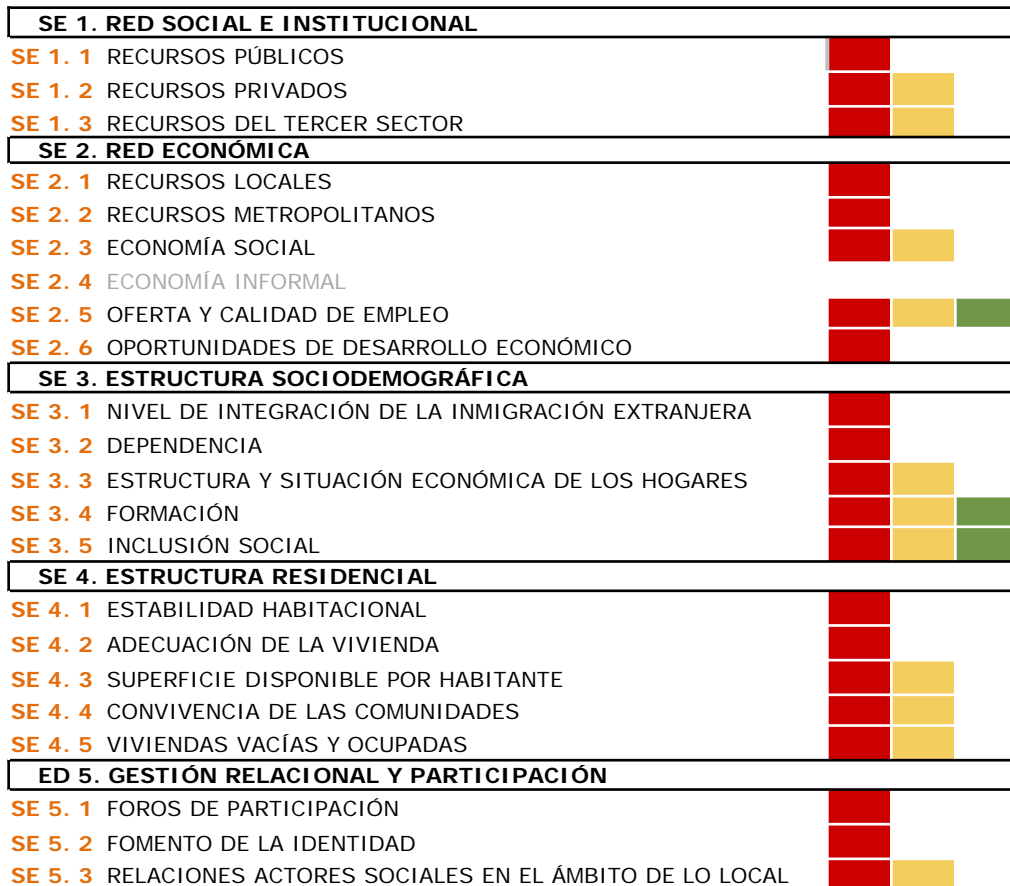 SE 1. RED SOCIAL E INSTITUCIONAL
SE 1. 1 RECURSOS PÚBLICOS
SE 1. 2 RECURSOS PRIVADOS
SE 1. 3 RECURSOS DEL TERCER SECTOR
SE 2. RED ECONÓMICA
SE 2. 1 RECURSOS LOCALES
SE 2. 2 RECURSOS METROPOLITANOS
SE 2. 3 ECONOMÍA SOCIAL
SE 2. 4 ECONOMÍA INFORMAL
SE 2. 5 OFERTA Y CALIDAD DE EMPLEO
SE 2. 6 OPORTUNIDADES DE DESARROLLO ECONÓMICO
SE 3. ESTRUCTURA SOCIODEMOGRÁFICA
SE 3. 1 NIVEL DE INTEGRACIÓN DE LA INMIGRACIÓN EXTRANJERA
SE 3. 2 DEPENDENCIA
SE 3. 3 ESTRUCTURA Y SITUACIÓN ECONÓMICA DE LOS HOGARES
SE 3. 4 FORMACIÓN
SE 3. 5 INCLUSIÓN SOCIAL
SE 4. ESTRUCTURA RESIDENCIAL
SE 4. 1 ESTABILIDAD HABITACIONAL
SE 4. 2 ADECUACIÓN DE LA VIVIENDA
SE 4. 3 SUPERFICIE DISPONIBLE POR HABITANTE
SE 4. 4 CONVIVENCIA DE LAS COMUNIDADES
SE 4. 5 VIVIENDAS VACÍAS Y OCUPADAS
ED 5. GESTIÓN RELACIONAL Y PARTICIPACIÓN
SE 5. 1 FOROS DE PARTICIPACIÓN
SE 5. 2 FOMENTO DE LA IDENTIDAD
SE 5. 3 RELACIONES ACTORES SOCIALES EN EL ÁMBITO DE LO LOCAL